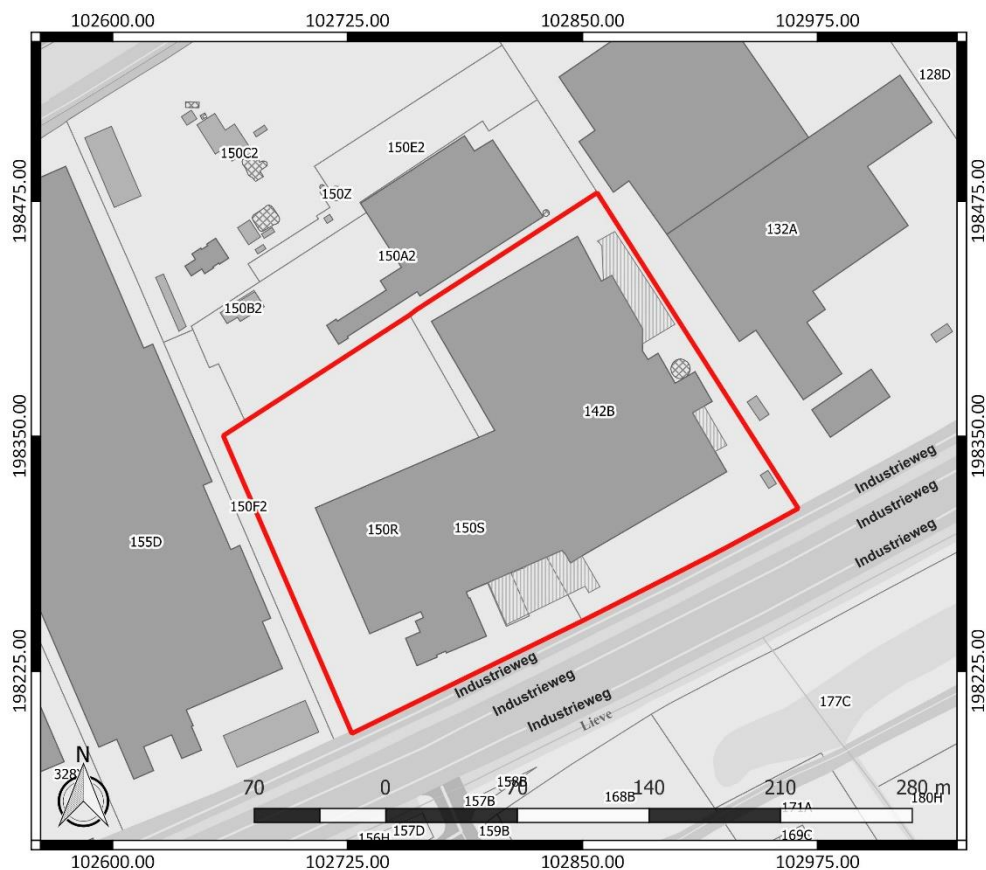 102600.00 102725.00 102850.00 102975.00
128D
150C2
150E2
150Z
198475.00
198475.00
132A
150A2
150B2
142B
198350.00
198350.00
Industrieweg
Industrieweg
Industrieweg
150F2
150R
150S
155D
198225.00
198225.00
Industrieweg
Industrieweg
Industrieweg
Lieve
177C
N
70 0 70 140 210 280 m
158B
157B
168B
171A
180H
156H
157D
159B
169C
102600.00 102725.00 102850.00 102975.00